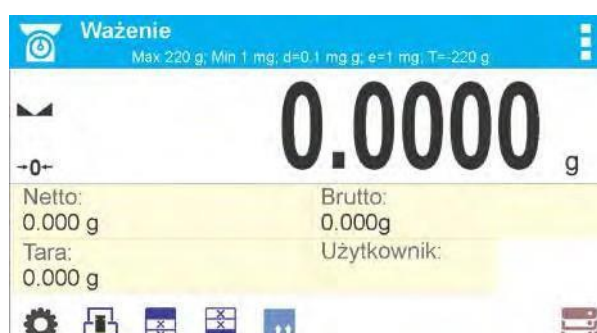 Ważenie
Max 220 g; Min 1 mg; d=0.1 mg g; e=1 mg; T=-220 g
0.0000 g
→0←
Netto:
0.000 g
Brutto:
0.000g
Tara:
0.000 g
Użytkownik: